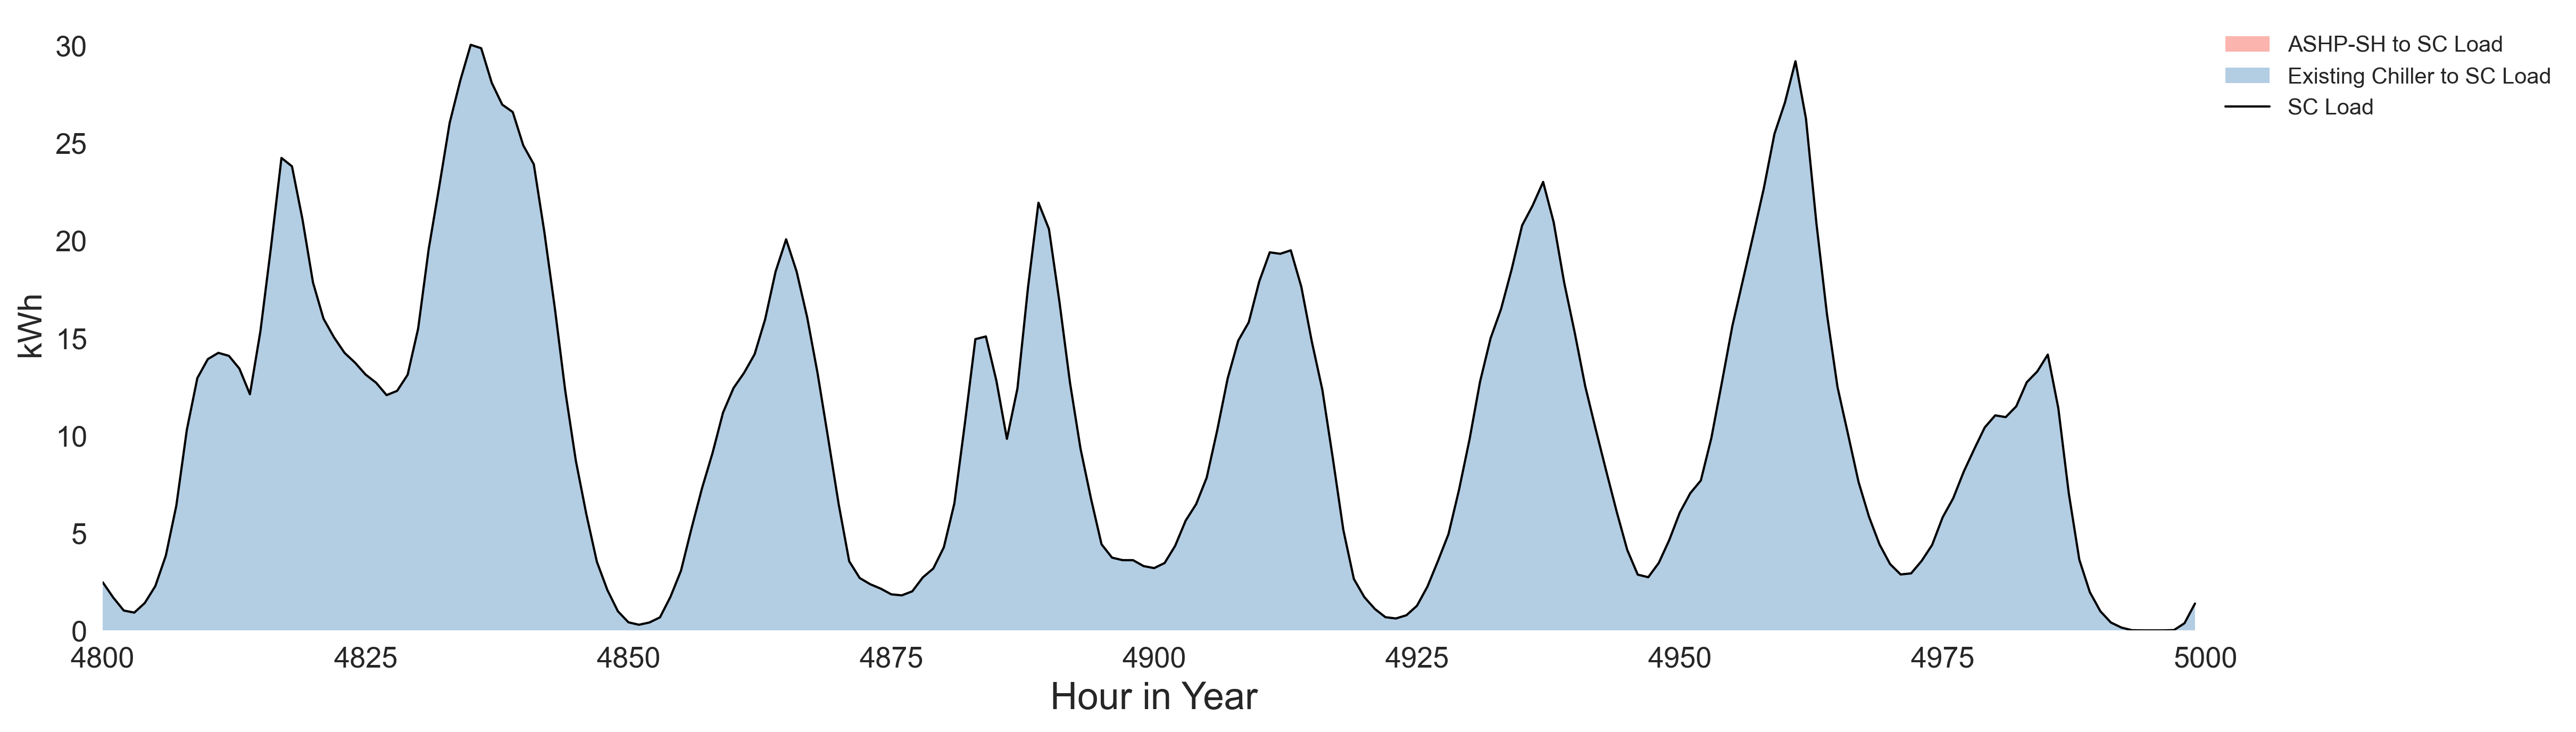 30
25
20
15
10
5
0
kWh
4800 4825 4850 4875 4900 4925 4950 4975 5000
Hour in Year
ASHP-SH to SC Load
Existing Chiller to SC Load
SC Load